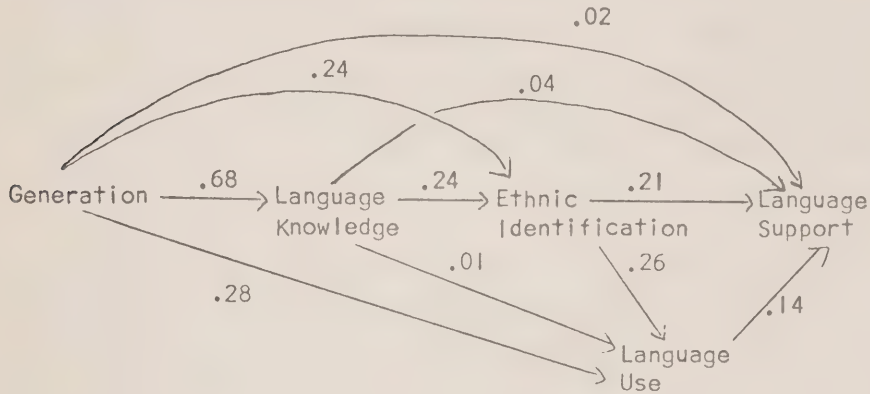 .02
.24
.04
Generation .68 Language .24 Ethnic .21 Language
Knowledge Identification Support
.01 .26
.28 .14
Language
Use